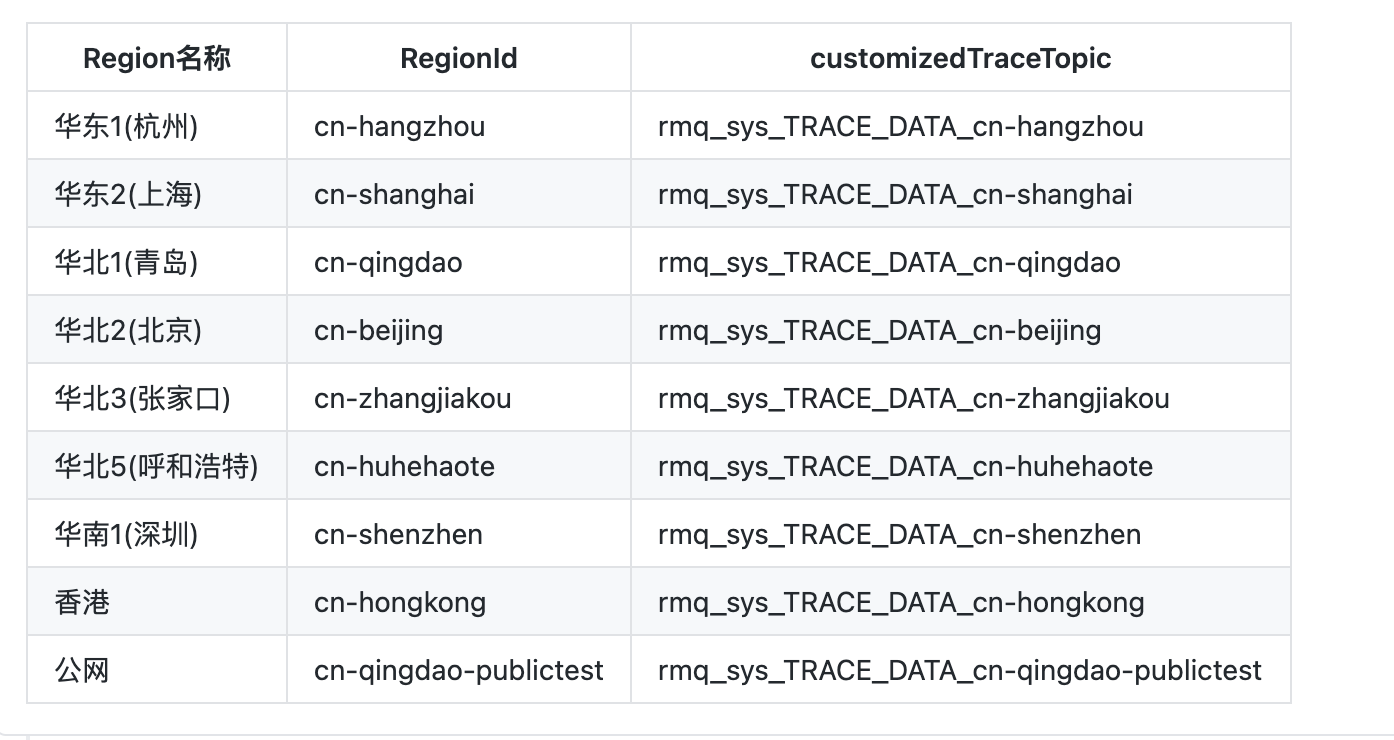 Region名称 RegionId customizedTraceTopic
华东1(杭州) cn-hangzhou rmq_sys_TRACE_DATA_cn-hangzhou
华东2(上海) cn-shanghai rmq_sys_TRACE_DATA_cn-shanghai
华北1(青岛) cn-qingdao rmq_sys_TRACE_DATA_cn-qingdao
华北2(北京) cn-beijing rmq_sys_TRACE_DATA_cn-beijing
华北3(张家口) cn-zhangjiakou rmq_sys_TRACE_DATA_cn-zhangjiakou
华北5(呼和浩特) cn-huhehaote rmq_sys_TRACE_DATA_cn-huhehaote
华南1(深圳) cn-shenzhen rmq_sys_TRACE_DATA_cn-shenzhen
香港 cn-hongkong rmq_sys_TRACE_DATA_cn-hongkong
公网 cn-qingdao-publictest rmq_sys_TRACE_DATA_cn-qingdao-publictest